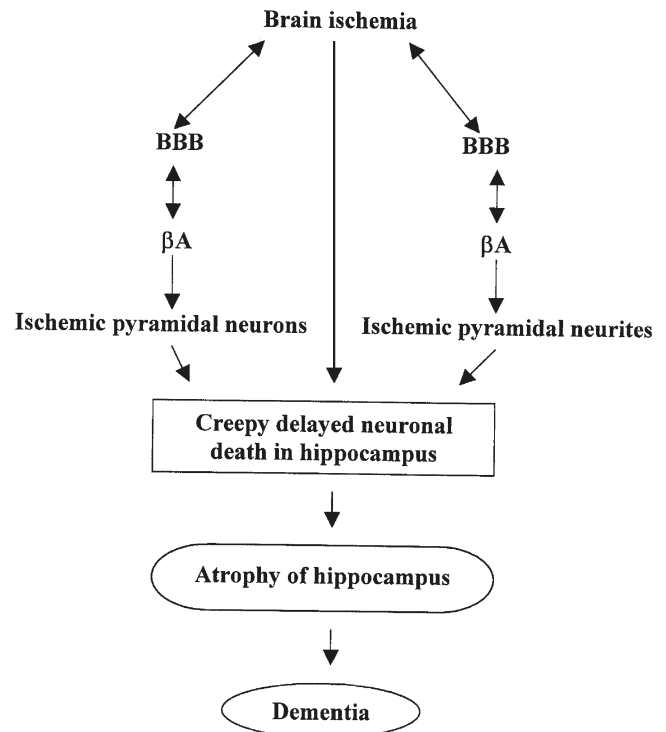 Brain ischemia
BBB
BBB
βA
βA
Ischemic pyramidal neurons
Ischemic pyramidal neurites
Creepy delayed neuronal
death in hippocampus
Atrophy of hippocampus
Dementia